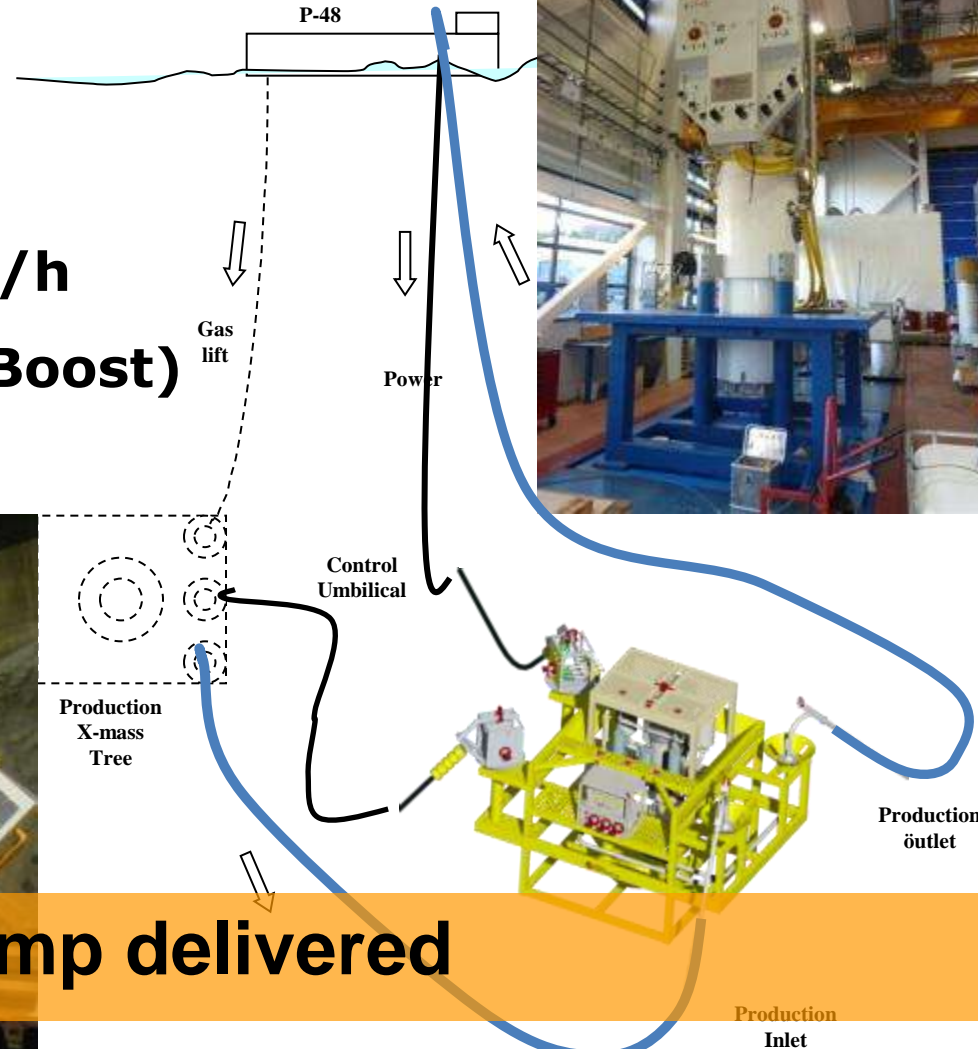 P-48
/h
Boost)
Gas
lift
Power
Control
Umbilical
Production
X-mass
Tree
Production
öutlet
mp delivered
Production
Inlet